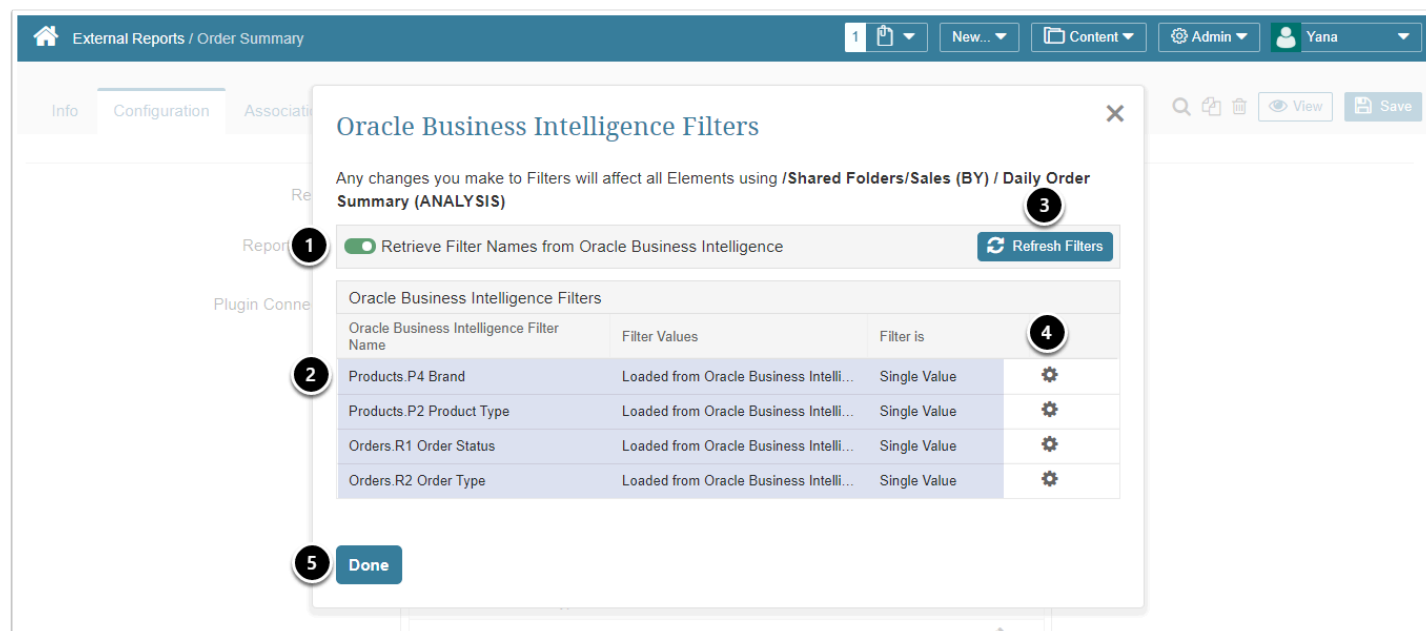 External Reports / Order Summary
1
New...
Content
Admin
Yana
Info
Configuration
Associati
View
Save
Oracle Business Intelligence Filters
Any changes you make to Filters will affect all Elements using /Shared Folders/Sales (BY) / Daily Order
Summary (ANALYSIS)
Re
3
Report
1
Retrieve Filter Names from Oracle Business Intelligence
Refresh Filters
Plugin Conne
Oracle Business Intelligence Filters
Oracle Business Intelligence Filter
Name
Filter Values
Filter is
4
2
Products.P4 Brand
Loaded from Oracle Business Intelli...
Single Value
Products.P2 Product Type
Loaded from Oracle Business Intelli...
Single Value
Orders.R1 Order Status
Loaded from Oracle Business Intelli...
Single Value
Orders.R2 Order Type
Loaded from Oracle Business Intelli...
Single Value
5
Done